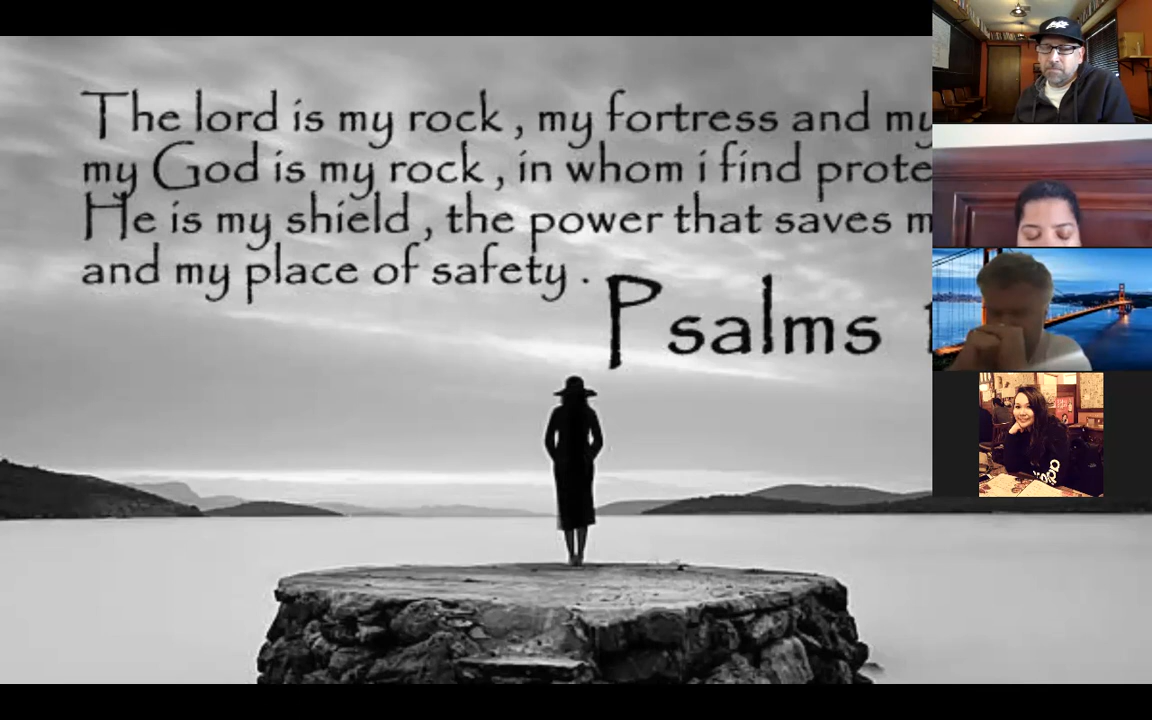 The lord is my rock , my fortress and my
my God is my rock , in whom i find
He is my shield , the power that saves
and my place of safety .
Psalms